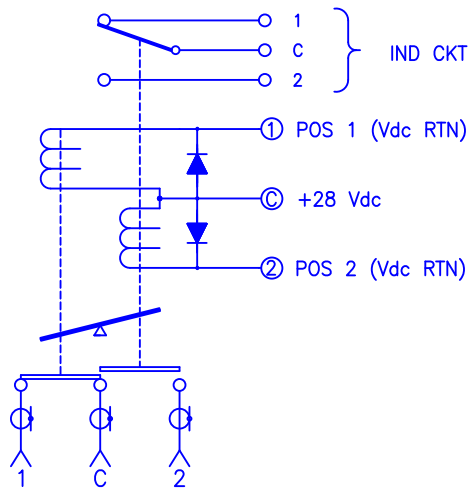 1
C
IND CKT
2
1 POS 1 (Vdc RTN)
C +28 Vdc
2 POS 2 (Vdc RTN)
1 C 2